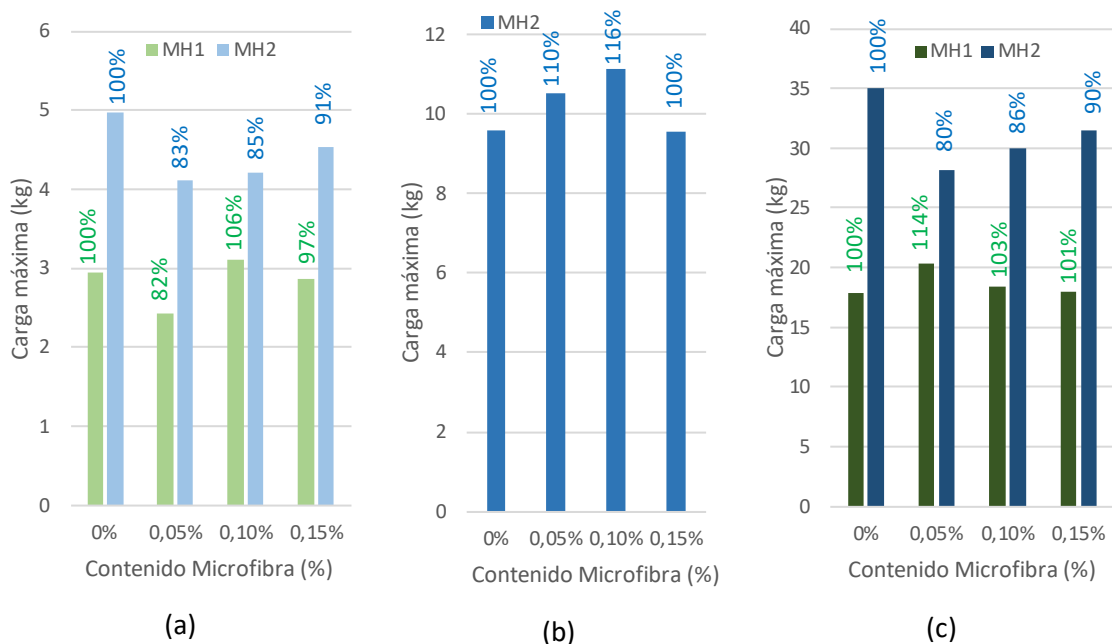 6
5
4
3
2
1
0
Carga máxima (kg)
MH1 MH2
100%
100%
82%
83%
106%
85%
97%
91%
0% 0,05% 0,10% 0,15%
Contenido Microfibra (%)
(a)
12
10
8
6
4
2
0
Carga máxima (kg)
MH2
100%
110%
116%
100%
0% 0,05% 0,10% 0,15%
Contenido Microfibra (%)
(b)
40
35
30
25
20
15
10
5
0
Carga máxima (kg)
MH1 MH2
100%
100%
114%
80%
103%
86%
101%
90%
0% 0,05% 0,10% 0,15%
Contenido Microfibra (%)
(c)